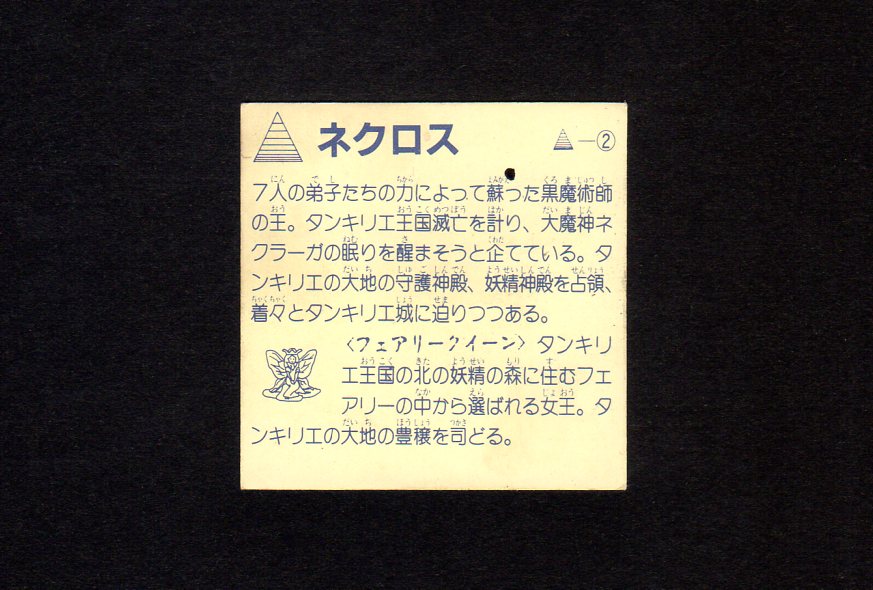 ネクロス
—②
7人の弟子たちの力によって蘇った黒魔術師
の王。タンキリエ王国滅亡を計り、大魔神ネ
クラーガの眠りを醒まそうと企てている。タ
ンキリエの大地の守護神殿、妖精神殿を占領、
着々とタンキリエ城に迫りつつある。
〈フェアリークイーン〉タンキリ
エ王国の北の妖精の森に住むフェ
アリーの中から選ばれる女王。タ
ンキリエの大地の豊穣を司どる。